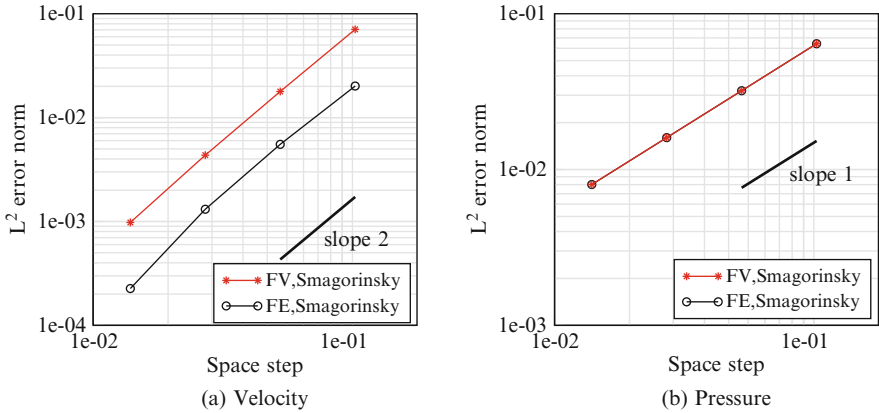 1e-01
1e-02
1e-03
1e-04
L² error norm
1e-02
1e-01
Space step
slope 2
FV,Smagorinsky
FE,Smagorinsky
(a) Velocity
1e-01
1e-02
1e-03
L² error norm
1e-02
1e-01
Space step
slope 1
FV,Smagorinsky
FE,Smagorinsky
(b) Pressure